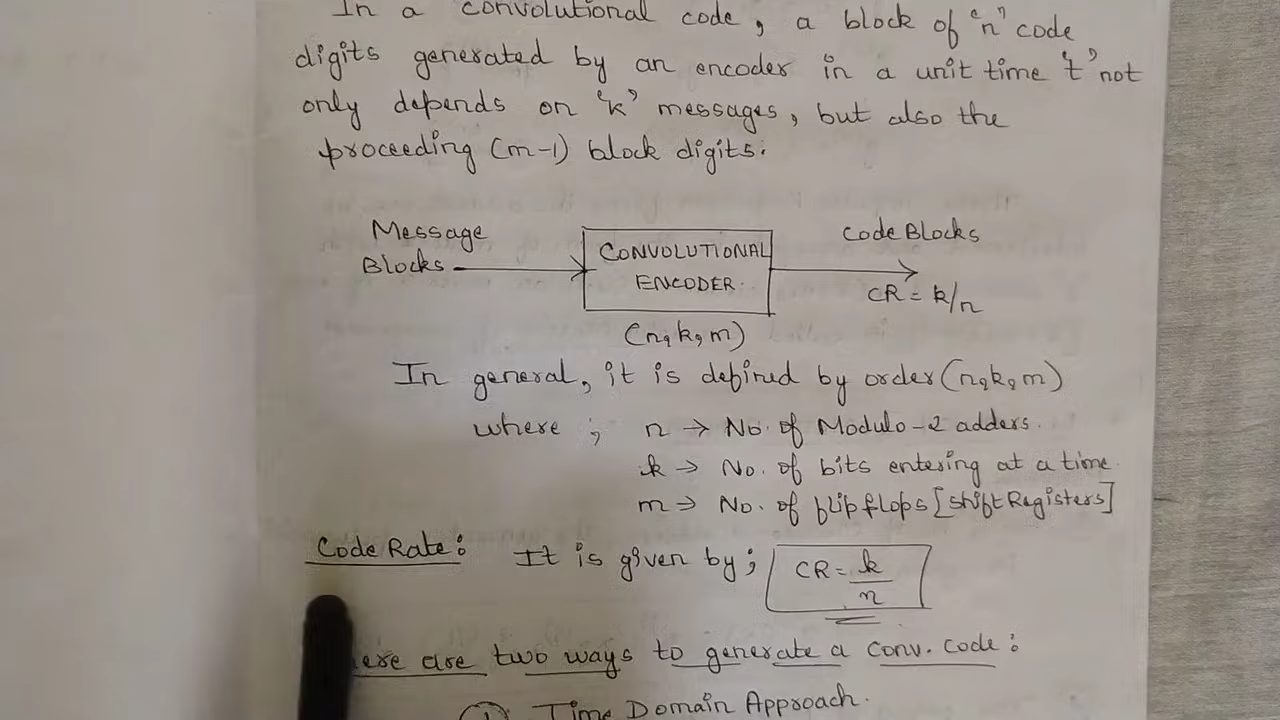 In a convolutional code, a block of 'n' code
digits generated by an encoder in a unit time 't' not
only depends on 'k' messages, but also the
proceeding (m-1) block digits.
Message
Blocks
CONVOLUTIONAL
ENCODER.
Code Blocks
CR = k/n
(n, k, m)
In general, it is defined by order (n, k, m)
where ; n → No. of Modulo-2 adders.
k → No. of bits entering at a time.
m → No. of flipflops [Shift Registers]
Code Rate: It is given by; CR = k/n
are two ways to generate a conv. code:
① Time Domain Approach.